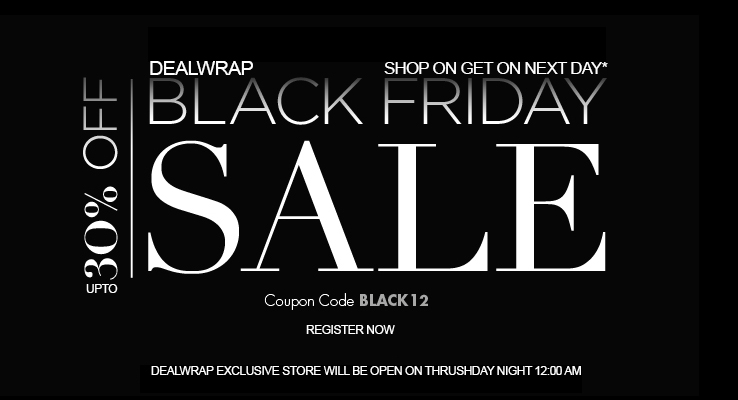 DEALWRAP
SHOP ON GET ON NEXT DAY*
UPTO 30% OFF
BLACK FRIDAY
SALE
Coupon Code BLACK12
REGISTER NOW
DEALWRAP EXCLUSIVE STORE WILL BE OPEN ON THRUSHDAY NIGHT 12:00 AM